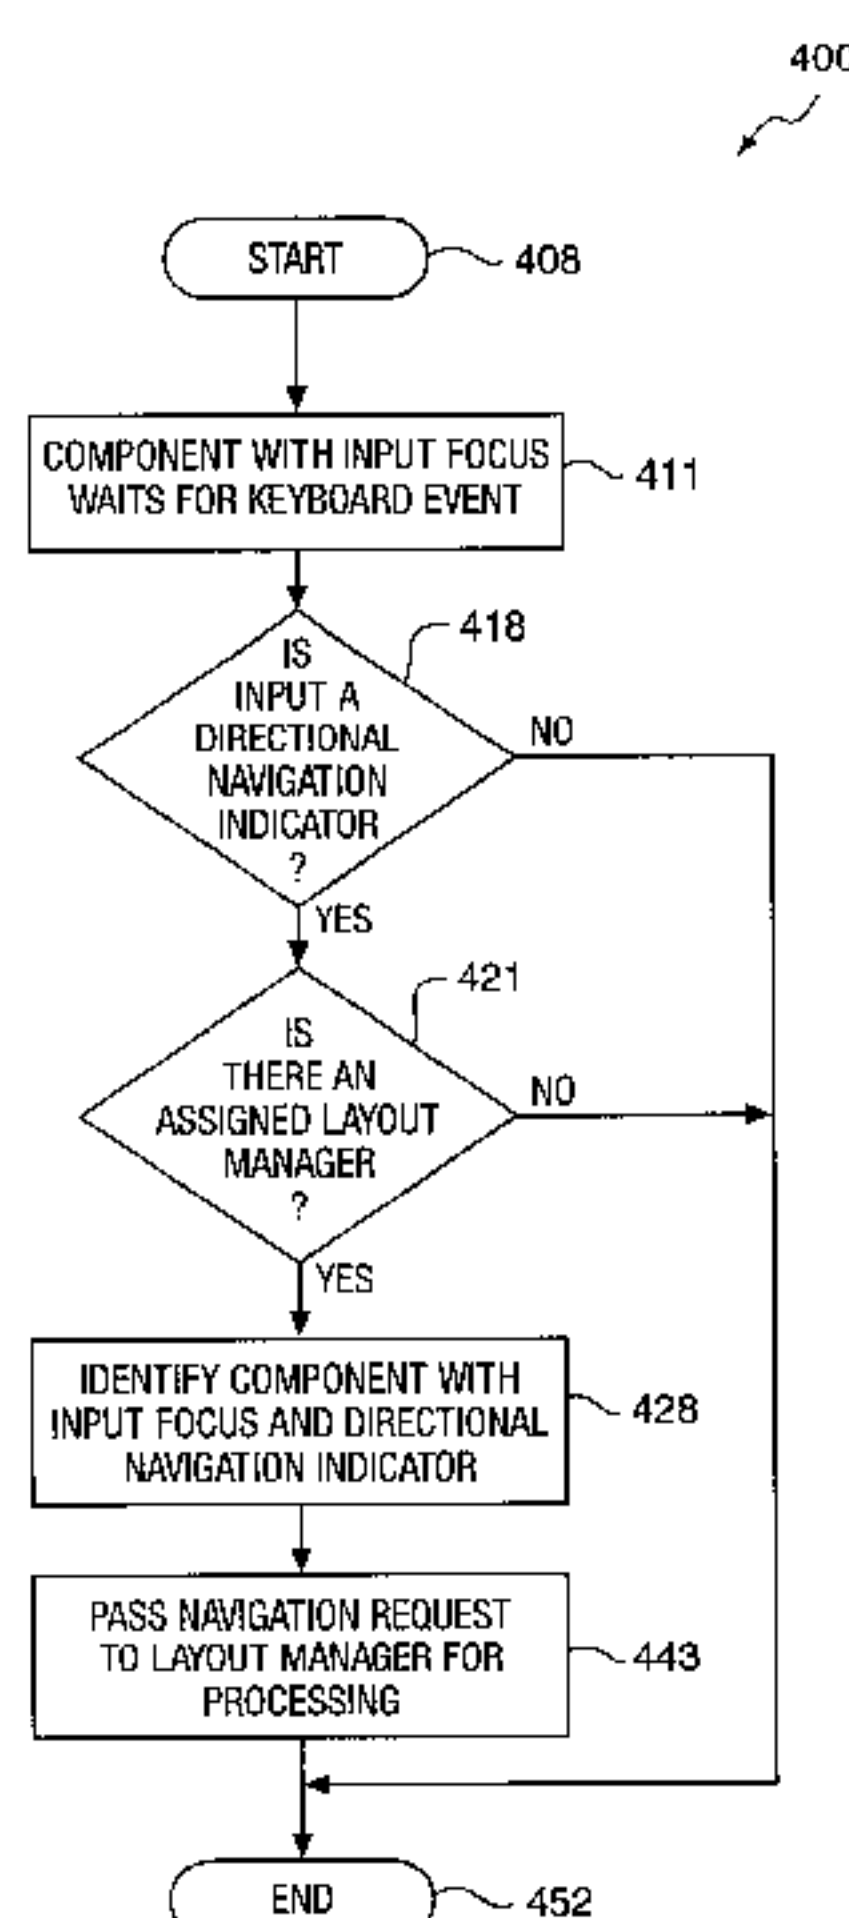 400
START
408
COMPONENT WITH INPUT FOCUS
WAITS FOR KEYBOARD EVENT
411
418
IS
INPUT A
DIRECTIONAL
NAVIGATION
INDICATOR
?
NO
YES
421
IS
THERE AN
ASSIGNED LAYOUT
MANAGER
?
NO
YES
IDENTIFY COMPONENT WITH
INPUT FOCUS AND DIRECTIONAL
NAVIGATION INDICATOR
428
PASS NAVIGATION REQUEST
TO LAYOUT MANAGER FOR
PROCESSING
443
END
452